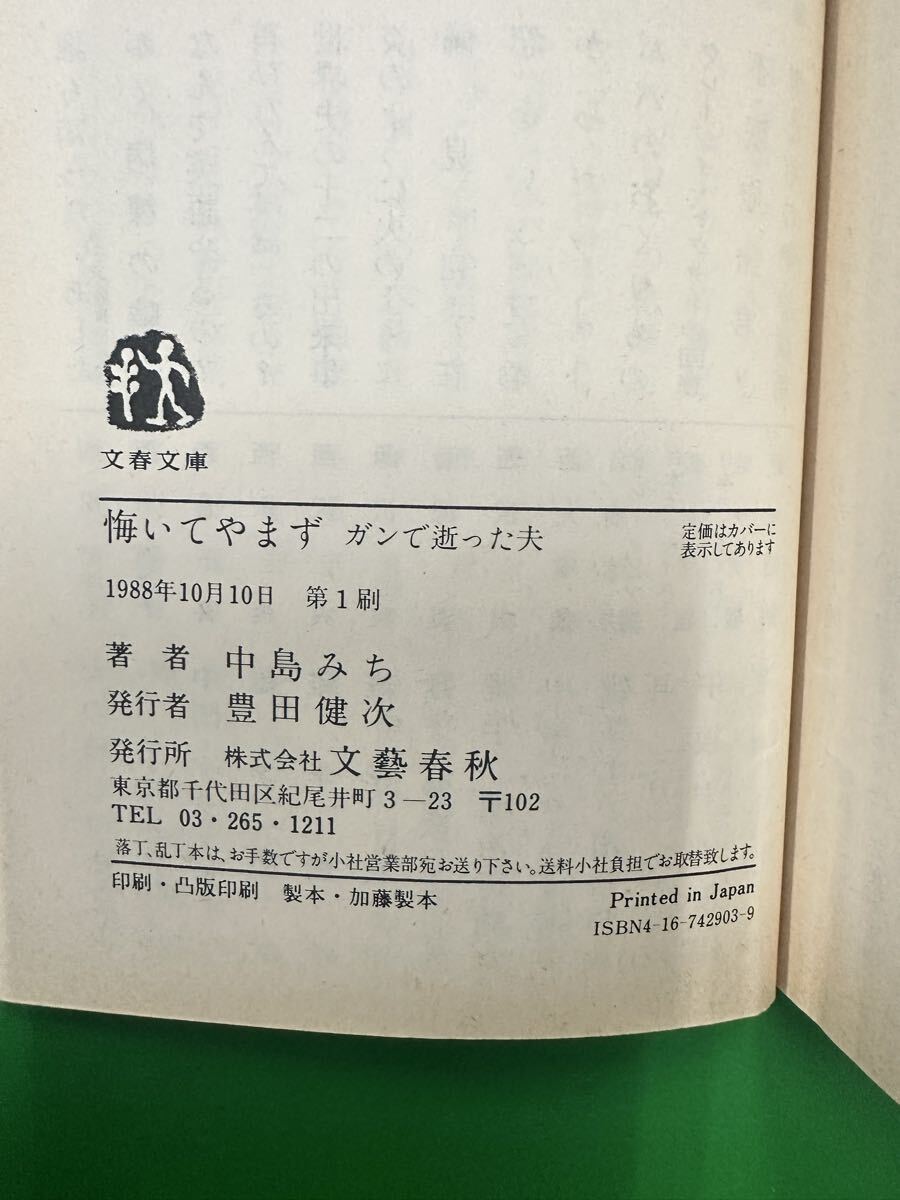 文春文庫
悔いてやまず ガンで逝った夫
定価はカバーに
表示してあります
1988年10月10日 第1刷
著者 中島みち
発行者 豊田健次
発行所 株式会社 文藝春秋
東京都千代田区紀尾井町3―23 〒102
TEL 03・265・1211
落丁、乱丁本は、お手数ですが小社営業部宛お送り下さい。送料小社負担でお取替致します。
印刷・凸版印刷 製本・加藤製本
Printed in Japan
ISBN4-16-742903-9